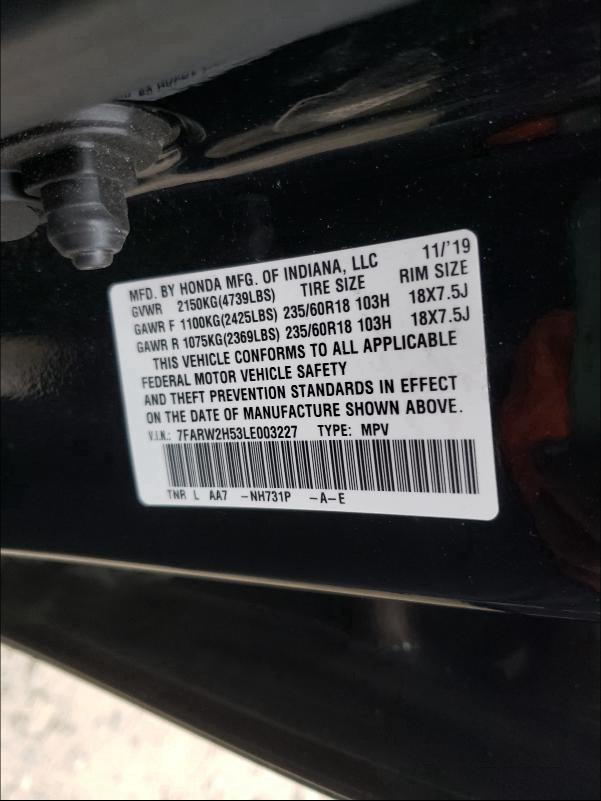 MFD. BY HONDA MFG. OF INDIANA, LLC 11/'19
GVWR 2150KG(4739LBS) TIRE SIZE RIM SIZE
GAWR F 1100KG(2425LBS) 235/60R18 103H 18X7.5J
GAWR R 1075KG(2369LBS) 235/60R18 103H 18X7.5J
THIS VEHICLE CONFORMS TO ALL APPLICABLE
FEDERAL MOTOR VEHICLE SAFETY
AND THEFT PREVENTION STANDARDS IN EFFECT
ON THE DATE OF MANUFACTURE SHOWN ABOVE.
V.I.N.: 7FARW2H53LE003227 TYPE: MPV
TNR L AA7 -NH731P -A-E